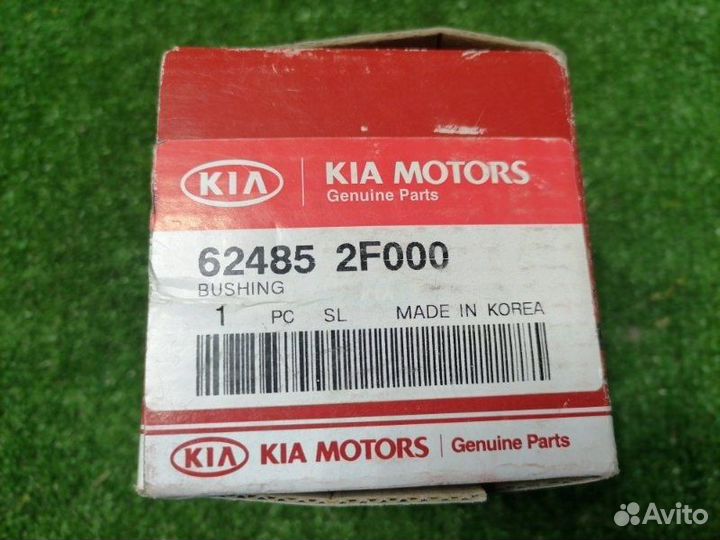 KIA KIA MOTORS
Genuine Parts
62485 2F000
BUSHING
1 PC SL MADE IN KOREA
KIA KIA MOTORS Genuine Parts
Avito